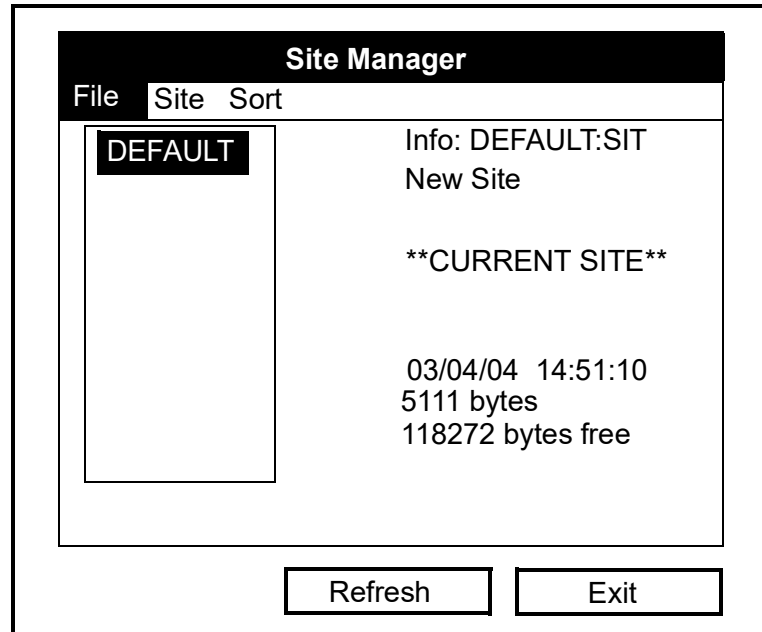 Site Manager
File Site Sort
DEFAULT
Info: DEFAULT:SIT
New Site
**CURRENT SITE**
03/04/04 14:51:10
5111 bytes
118272 bytes free
Refresh
Exit